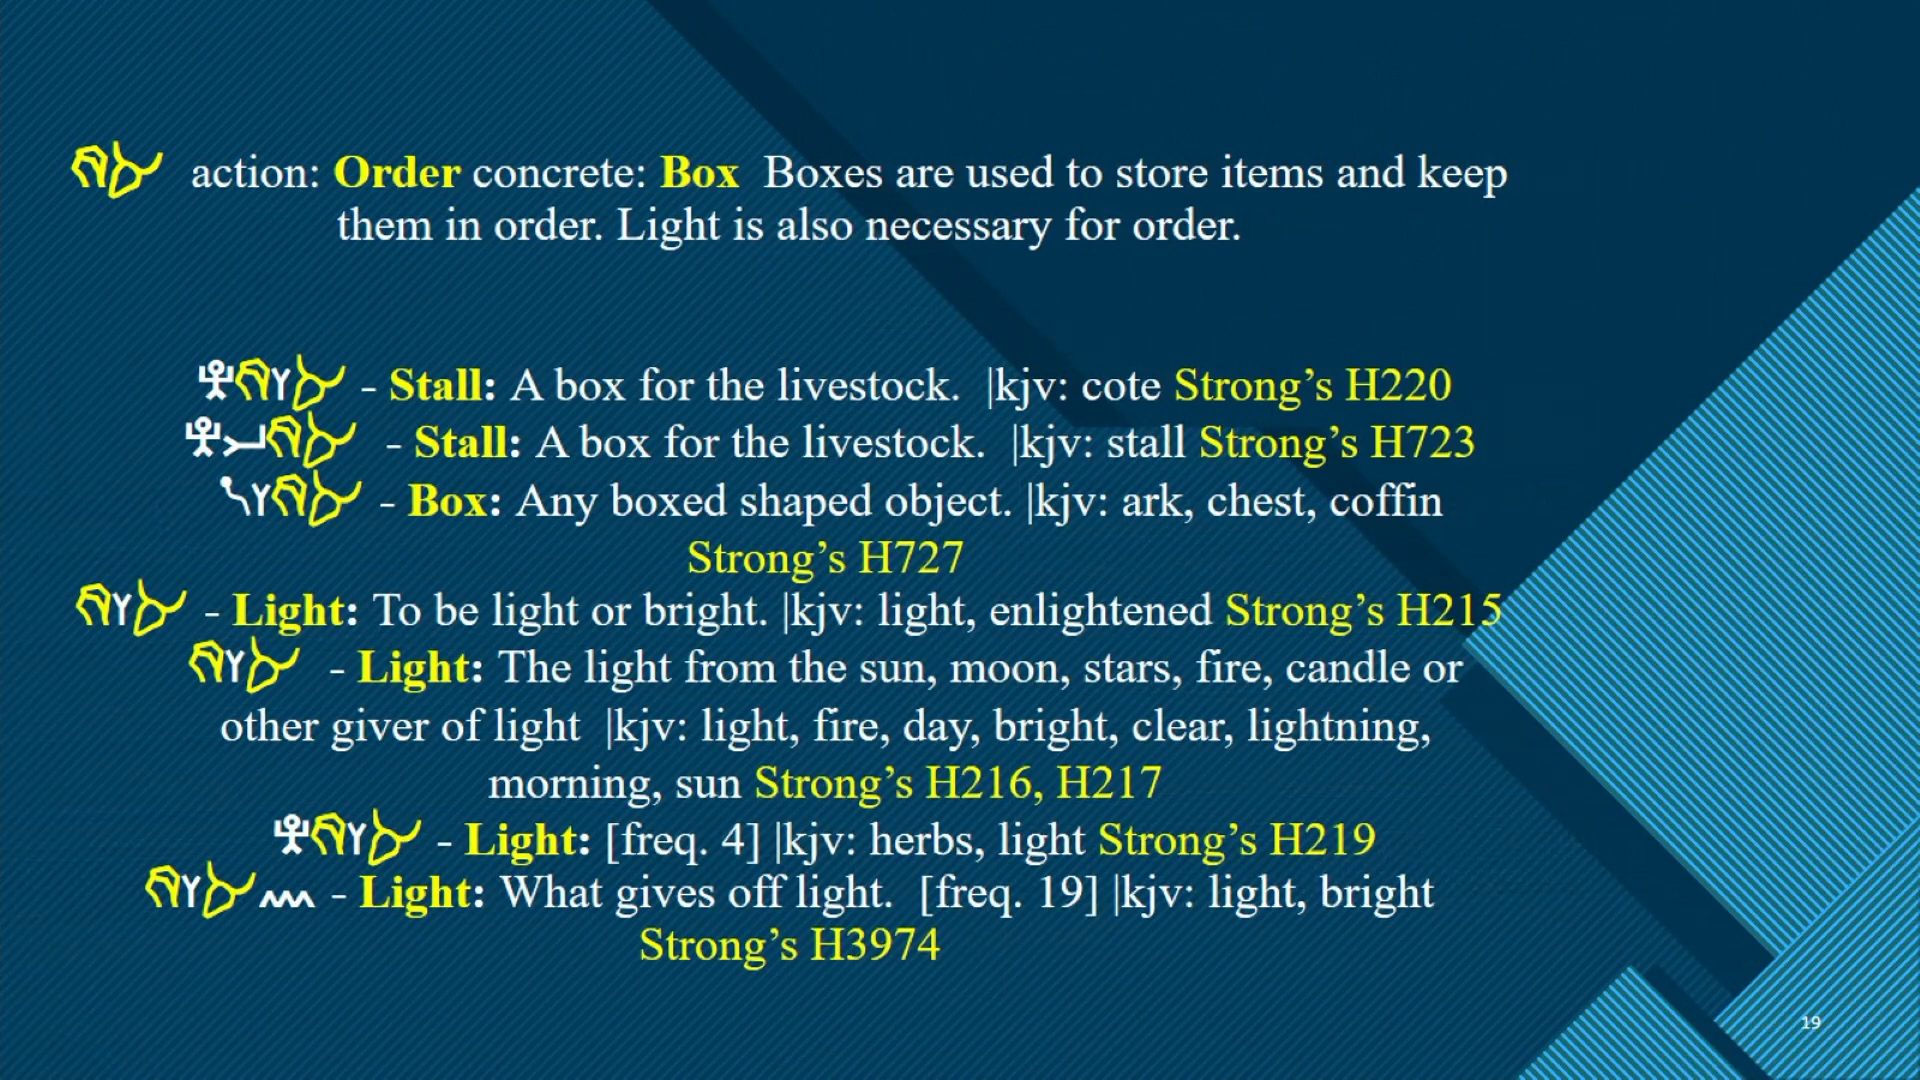 action: Order concrete: Box Boxes are used to store items and keep
them in order. Light is also necessary for order.
- Stall: A box for the livestock. |kjv: cote Strong’s H220
- Stall: A box for the livestock. |kjv: stall Strong’s H723
- Box: Any boxed shaped object. |kjv: ark, chest, coffin
Strong’s H727
- Light: To be light or bright. |kjv: light, enlightened Strong’s H215
- Light: The light from the sun, moon, stars, fire, candle or
other giver of light |kjv: light, fire, day, bright, clear, lightning,
morning, sun Strong’s H216, H217
- Light: [freq. 4] |kjv: herbs, light Strong’s H219
- Light: What gives off light. [freq. 19] |kjv: light, bright
Strong’s H3974
19